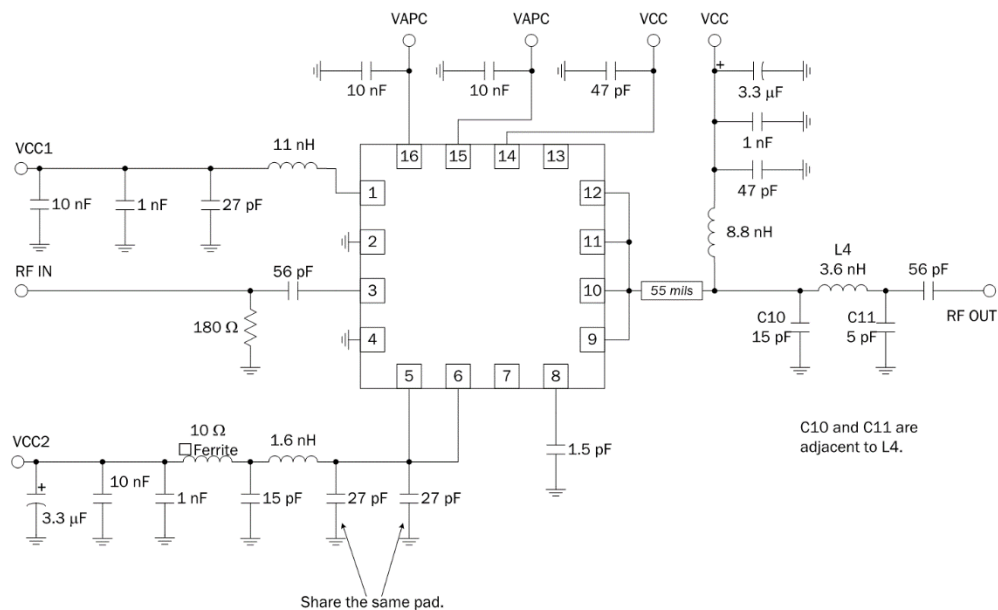 VAPC
VAPC
VCC
VCC
+
10 nF
10 nF
47 pF
3.3 µF
1 nF
47 pF
VCC1
11 nH
16
15
14
13
10 nF
1 nF
27 pF
1
2
3
4
12
11
10
9
8.8 nH
RF IN
56 pF
180 Ω
55 mils
L4
3.6 nH
56 pF
C10
15 pF
C11
5 pF
RF OUT
5
6
7
8
1.5 pF
C10 and C11 are
adjacent to L4.
VCC2
10 Ω
Ferrite
1.6 nH
+
3.3 µF
10 nF
1 nF
15 pF
27 pF
27 pF
Share the same pad.